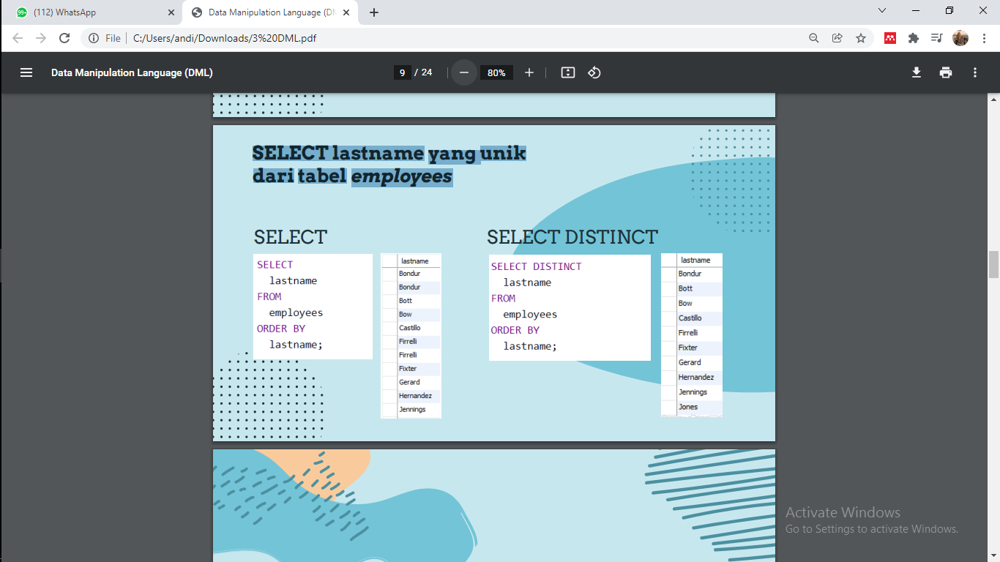 99+
(112) WhatsApp
Data Manipulation Language (DM
File
C:/Users/andi/Downloads/3%20DML.pdf
Data Manipulation Language (DML)
9 / 24
80%
SELECT lastname yang unik
dari tabel employees
SELECT
SELECT
lastname
FROM
employees
ORDER BY
lastname;
lastname
Bondur
Bondur
Bott
Bow
Castillo
Firrelli
Firrelli
Fixter
Gerard
Hernandez
Jennings
SELECT DISTINCT
SELECT DISTINCT
lastname
FROM
employees
ORDER BY
lastname;
lastname
Bondur
Bott
Bow
Castillo
Firrelli
Fixter
Gerard
Hernandez
Jennings
Jones
Activate Windows
Go to Settings to activate Windows.